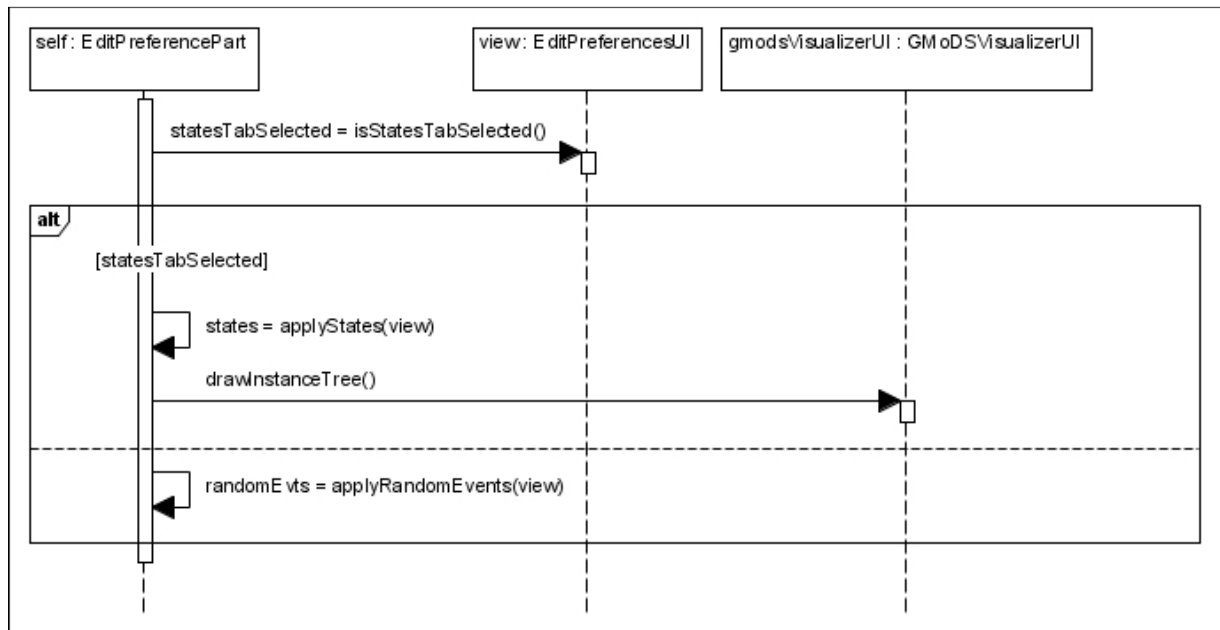 self: EditPreferencePart
view: EditPreferencesUI
gmodsVisualizerUI : GMoDSVisualizerUI
statesTabSelected = isStatesTabSelected()
alt
[statesTabSelected]
states = applyStates(view)
drawInstanceTree()
randomEvts = applyRandomEvents(view)